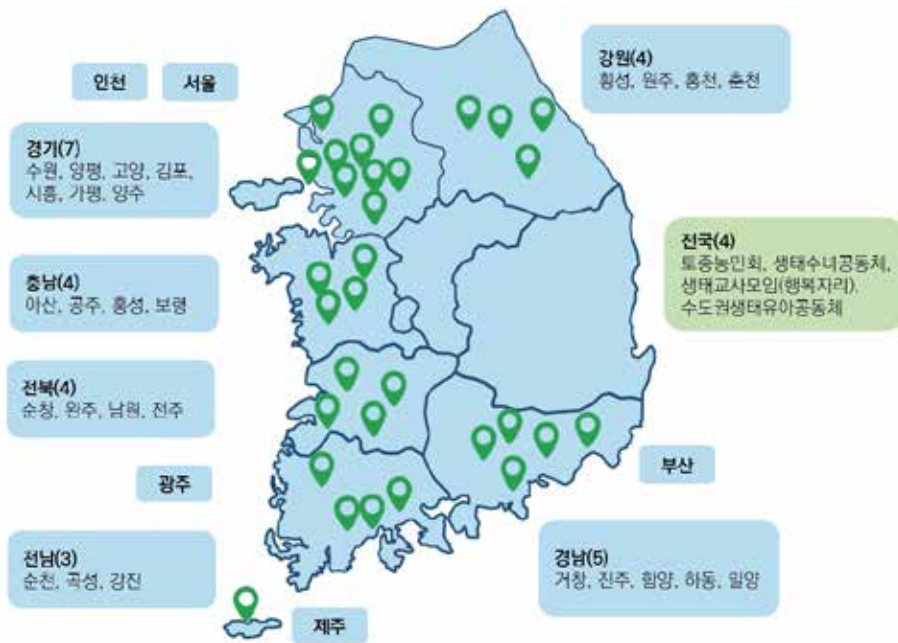 인천
서울
경기(7)
수원, 양평, 고양, 김포,
시흥, 가평, 양주
충남(4)
아산, 공주, 홍성, 보령
전북(4)
순창, 완주, 남원, 전주
광주
전남(3)
순천, 곡성, 강진
제주
강원(4)
횡성, 원주, 홍천, 춘천
전국(4)
토종농민회, 생태수녀공동체,
생태교사모임(행복자리),
수도권생태유아공동체
부산
경남(5)
거창, 진주, 함양, 하동, 밀양